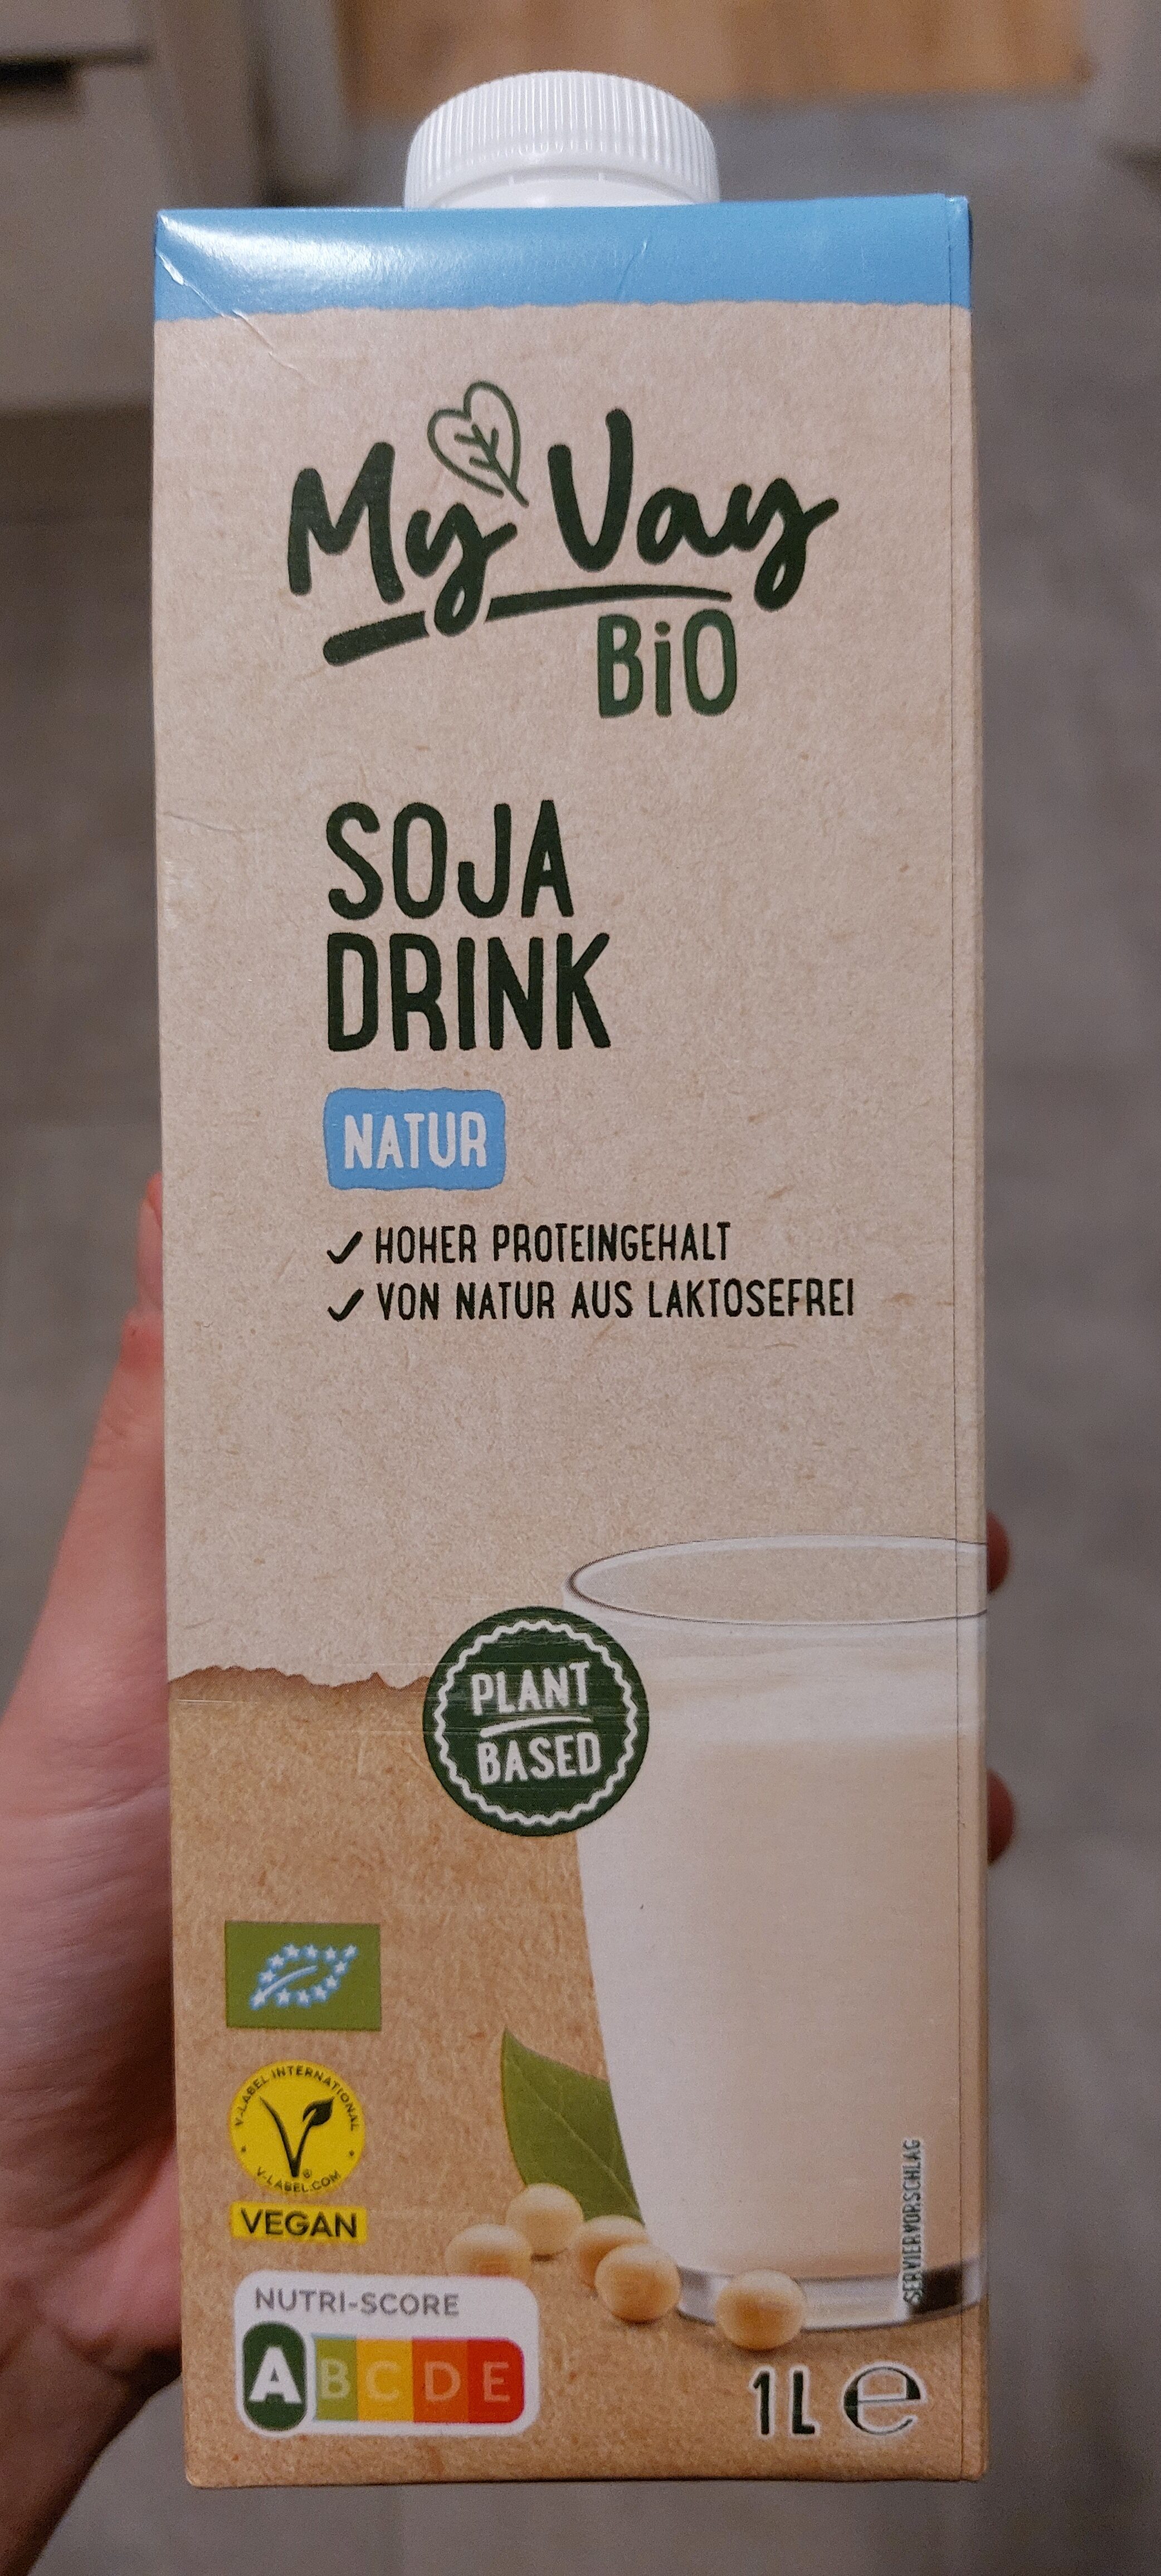 My Vay
BiO
SOJA
DRINK
NATUR
HOHER PROTEINGEHALT
VON NATUR AUS LAKTOSEFREI
PLANT
BASED
V-LABEL INTERNATIONAL
V-LABEL.COM
VEGAN
SERVIERVORSCHLAG
NUTRI-SCORE
A B C D E
1L e